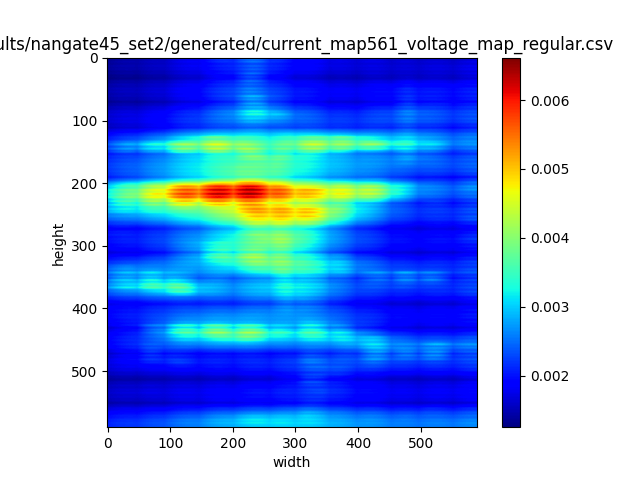 ults/nangate45_set2/generated/current_map561_voltage_map_regular.csv
0
100
200
300
400
500
height
0 100 200 300 400 500
width
0.006
0.005
0.004
0.003
0.002